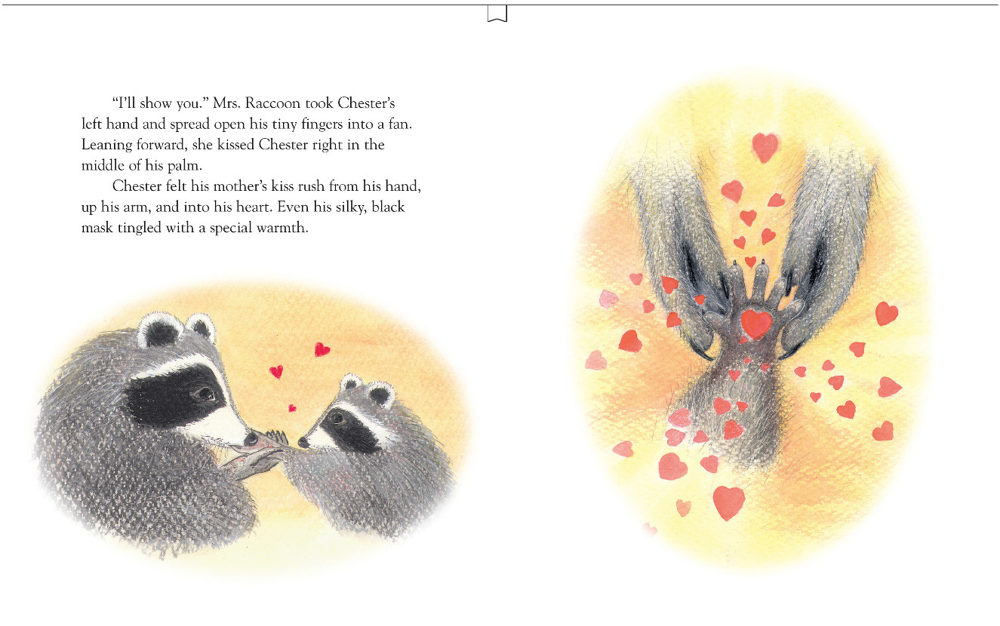 “I’ll show you.” Mrs. Raccoon took Chester’s
left hand and spread open his tiny fingers into a fan.
Leaning forward, she kissed Chester right in the
middle of his palm.
Chester felt his mother’s kiss rush from his hand,
up his arm, and into his heart. Even his silky, black
mask tingled with a special warmth.